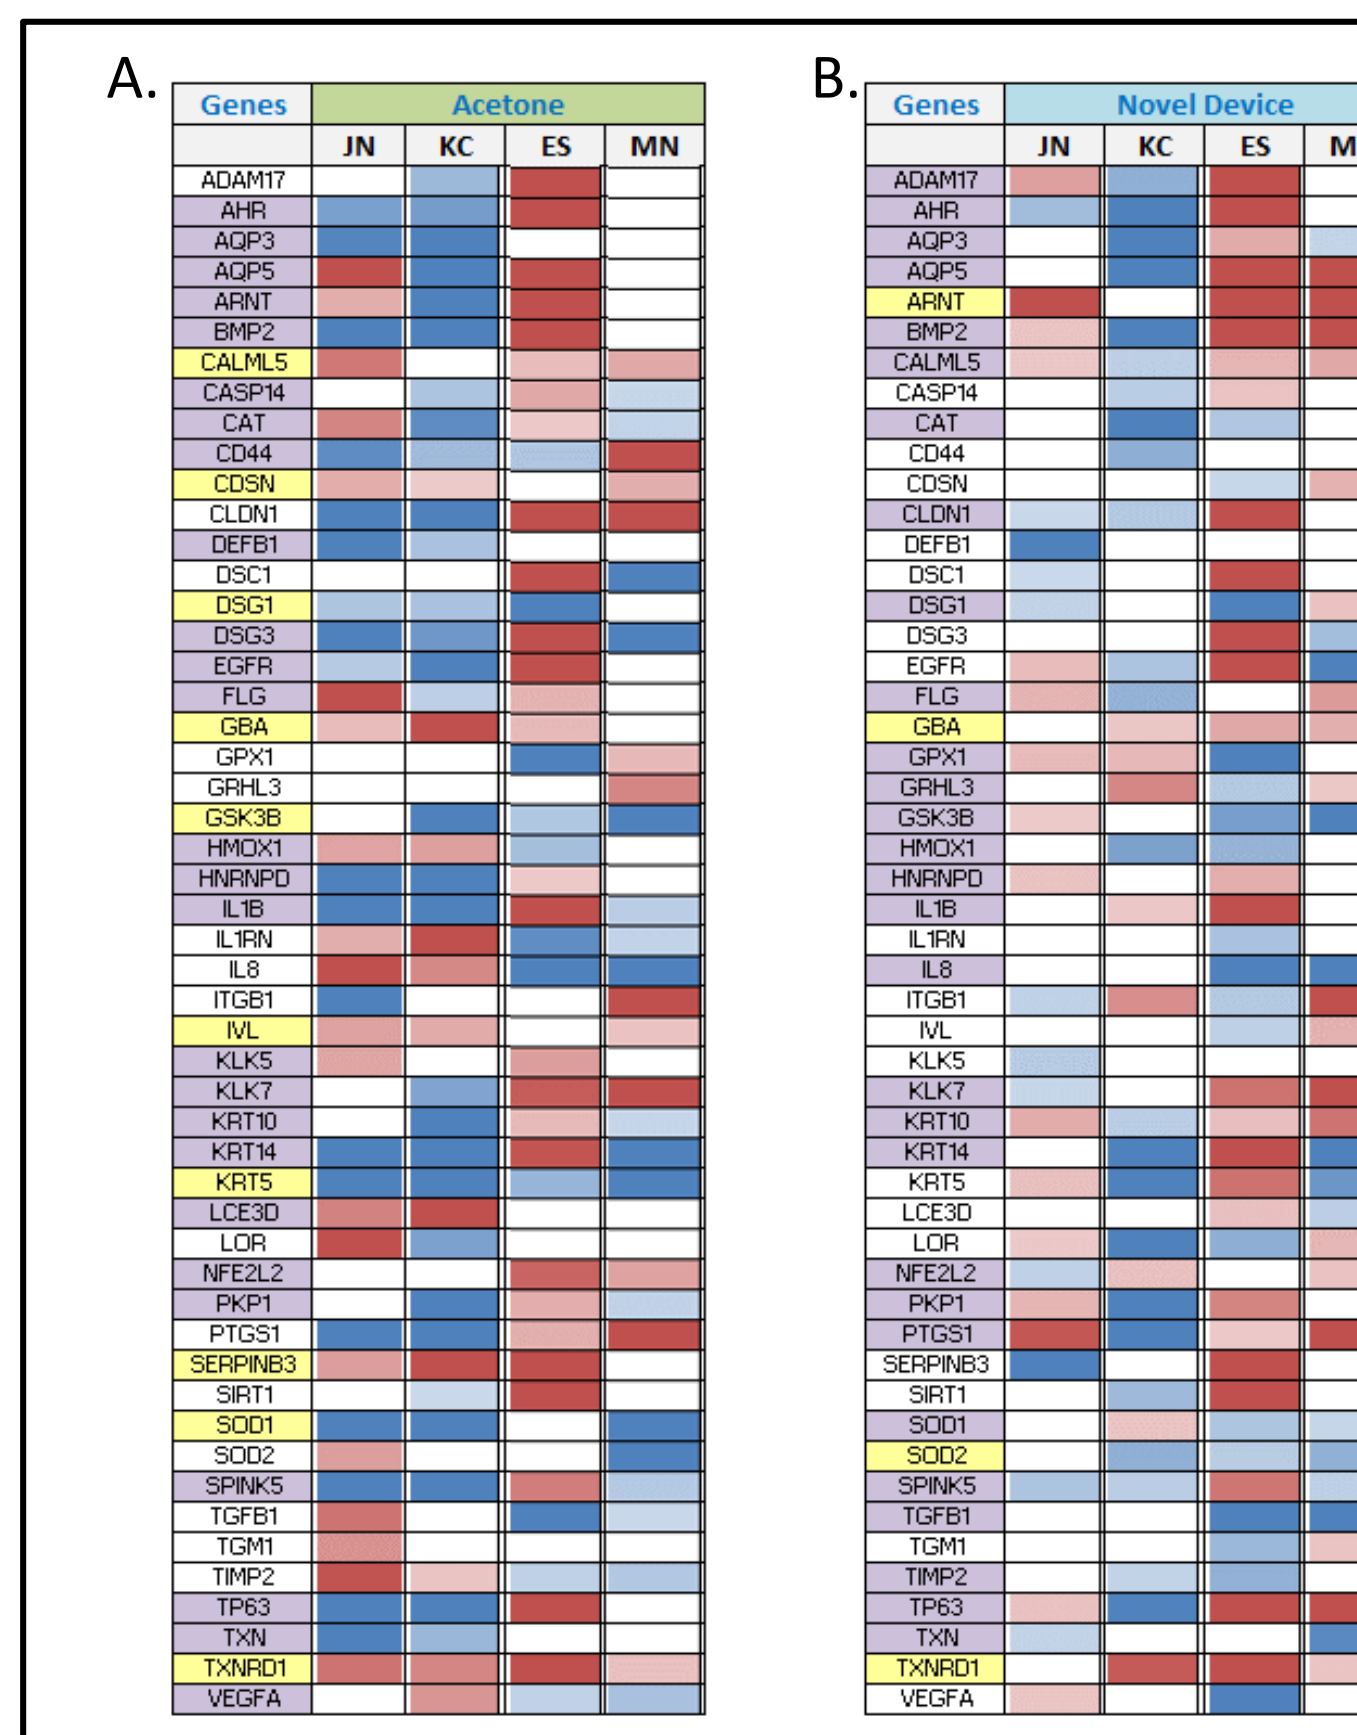 A.
Genes Acetone
JN KC ES MN
ADAM17
AHR
AQP3
AQP5
ARNT
BMP2
CALML5
CASP14
CAT
CD44
CDSN
CLDN1
DEFB1
DSC1
DSG1
DSG3
EGFR
FLG
GBA
GPX1
GRHL3
GSK3B
HMOX1
HNRNPD
IL1B
IL1RN
IL8
ITGB1
IVL
KLK5
KLK7
KRT10
KRT14
KRT5
LCE3D
LOR
NFE2L2
PKP1
PTGS1
SERPINB3
SIRT1
SOD1
SOD2
SPINK5
TGFB1
TGM1
TIMP2
TP63
TXN
TXNRD1
VEGFA
B.
Genes Novel Device
JN KC ES M
ADAM17
AHR
AQP3
AQP5
ARNT
BMP2
CALML5
CASP14
CAT
CD44
CDSN
CLDN1
DEFB1
DSC1
DSG1
DSG3
EGFR
FLG
GBA
GPX1
GRHL3
GSK3B
HMOX1
HNRNPD
IL1B
IL1RN
IL8
ITGB1
IVL
KLK5
KLK7
KRT10
KRT14
KRT5
LCE3D
LOR
NFE2L2
PKP1
PTGS1
SERPINB3
SIRT1
SOD1
SOD2
SPINK5
TGFB1
TGM1
TIMP2
TP63
TXN
TXNRD1
VEGFA